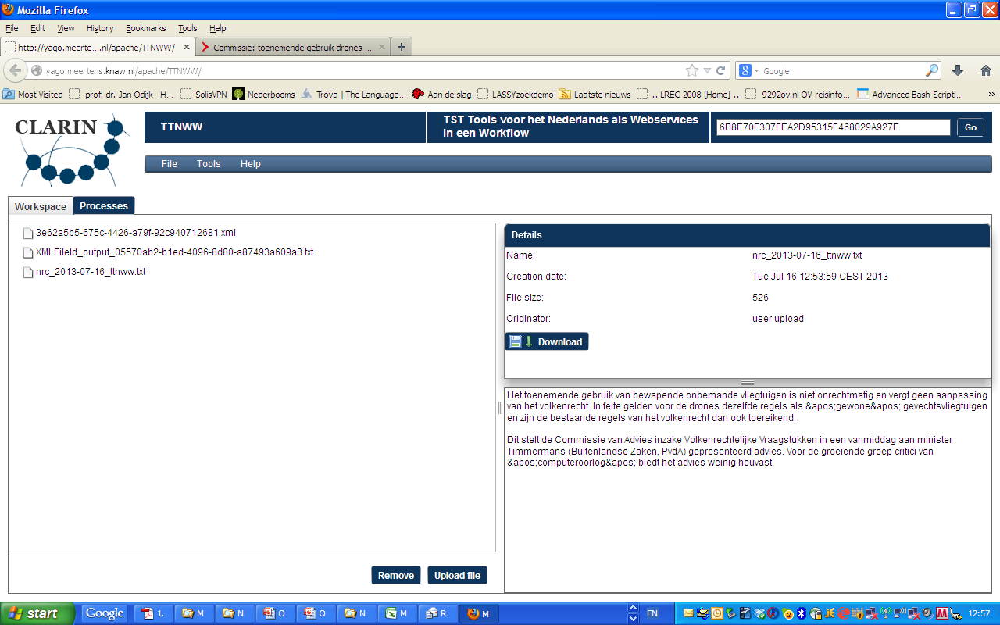 Mozilla Firefox
File Edit View History Bookmarks Tools Help
http://yago.meerte....nl/apache/TTNWW/
Commissie: toenemende gebruik drones ...
yago.meertens.knaw.nl/apache/TTNWW/
Google
Most Visited prof. dr. Jan Odijk - H... SolisVPN Nederbooms Trova | The Language... Aan de slag LASSYzoekdemo Laatste nieuws .. LREC 2008 [Home] .. 9292ov.nl OV-reisinfo... Advanced Bash-Scripti...
CLARIN
TTNWW
TST Tools voor het Nederlands als Webservices
in een Workflow
6B8E70F307FEA2D95315F468029A927E
Go
File Tools Help
Workspace Processes
3e62a5b5-675c-4426-a79f-92c940712681.xml
XMLFileId_output_05570ab2-b1ed-4096-8d80-a87493a609a3.txt
nrc_2013-07-16_ttnww.txt
Remove Upload file
Details
Name: nrc_2013-07-16_ttnww.txt
Creation date: Tue Jul 16 12:53:59 CEST 2013
File size: 526
Originator: user upload
Download
Het toenemende gebruik van bewapende onbemande vliegtuigen is niet onrechtmatig en vergt geen aanpassing
van het volkenrecht. In feite gelden voor de drones dezelfde regels als &apos;gewone&apos; gevechtsvliegtuigen
en zijn de bestaande regels van het volkenrecht dan ook toereikend.
Dit stelt de Commissie van Advies inzake Volkenrechtelijke Vraagstukken in een vanmiddag aan minister
Timmermans (Buitenlandse Zaken, PvdA) gepresenteerd advies. Voor de groeiende groep critici van
&apos;computeroorlog&apos; biedt het advies weinig houvast.
start Google 1. M N O O N M R M EN 12:57